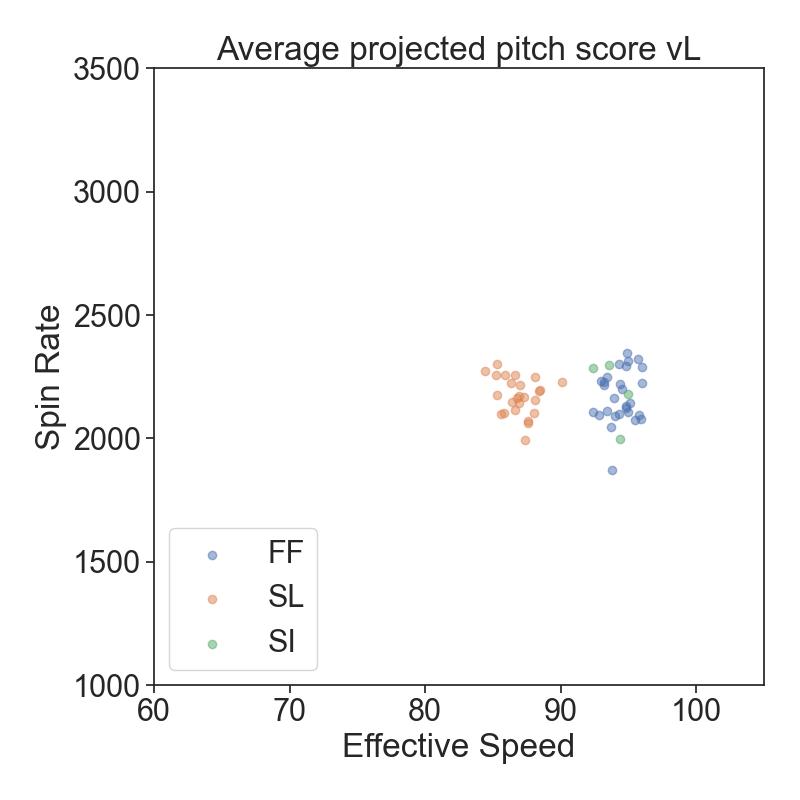 Average projected pitch score vL
3500
3000
2500
2000
1500
1000
Spin Rate
FF
SL
SI
60 70 80 90 100
Effective Speed